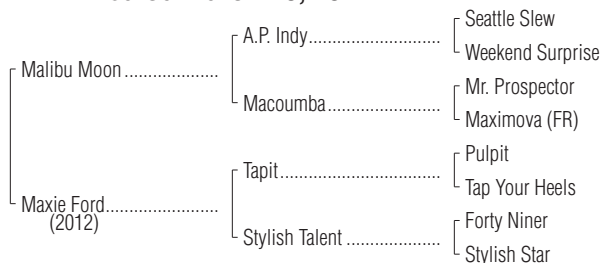 Seattle Slew
A.P. Indy
Weekend Surprise
Malibu Moon
Mr. Prospector
Macoumba
Maximova (FR)
Pulpit
Tapit
Tap Your Heels
Maxie Ford
(2012)
Forty Niner
Stylish Talent
Stylish Star